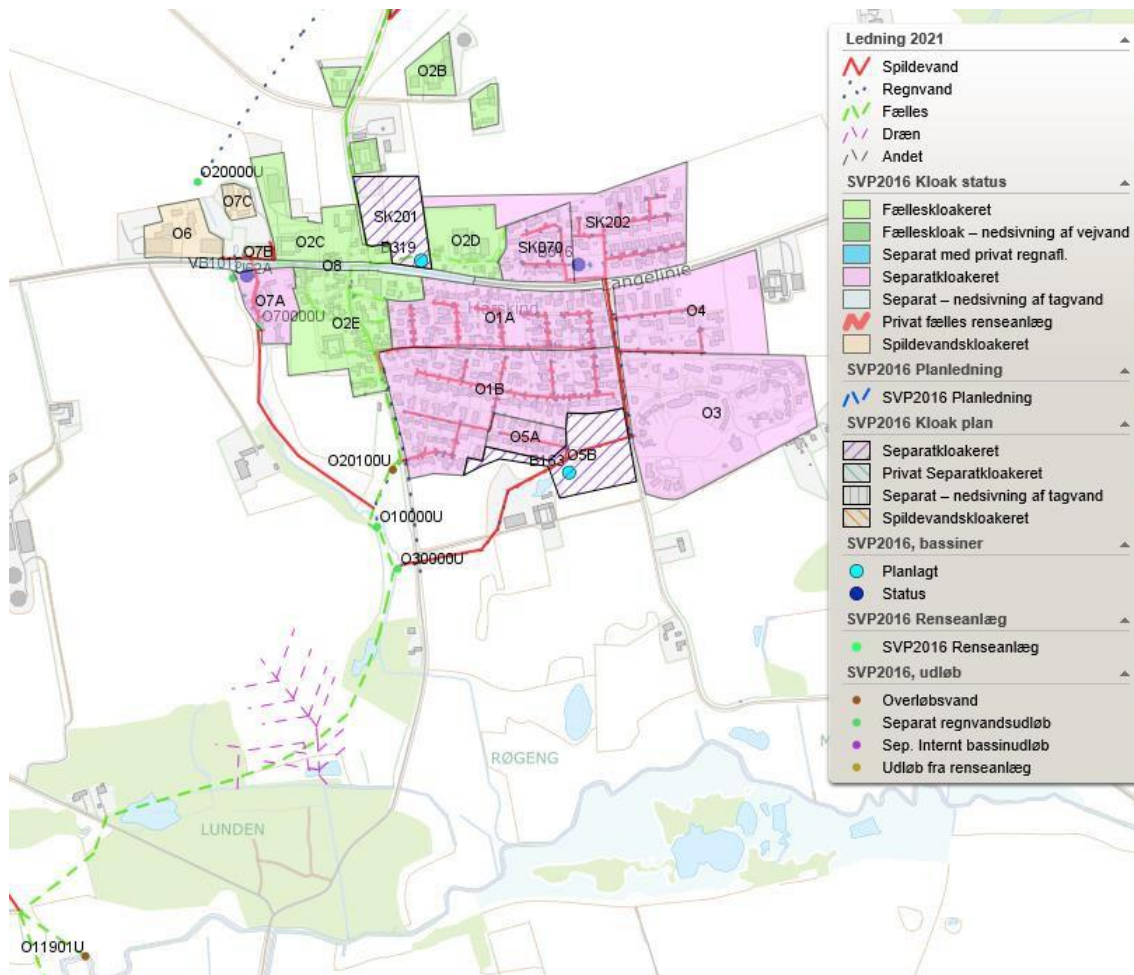 Ledning 2021
Spildevand
Regnvand
Fælles
Dræn
Andet
SVP2016 Kloak status
Fælleskloakeret
Fælleskloak – nedsivning af vejvand
Separat med privat regnafl.
Separatkloakeret
Separat – nedsivning af tagvand
Privat fælles renseanlæg
Spildevandskloakeret
SVP2016 Planledning
SVP2016 Planledning
SVP2016 Kloak plan
Separatkloakeret
Privat Separatkloakeret
Separat – nedsivning af tagvand
Spildevandskloakeret
SVP2016, bassiner
Planlagt
Status
SVP2016 Renseanlæg
SVP2016 Renseanlæg
SVP2016, udløb
Overløbsvand
Separat regnvandsudløb
Sep. Internt bassinudløb
Udløb fra renseanlæg
O2B
O20000U
O7C
O6
O7B
O2C
SK201
B319
O2D
SK070
SK202
O8
O7A
O70000U
O2E
O1A
O4
O1B
O3
O5A
O5B
B163
O20100U
O10000U
O30000U
RØGENG
LUNDEN
O11901U